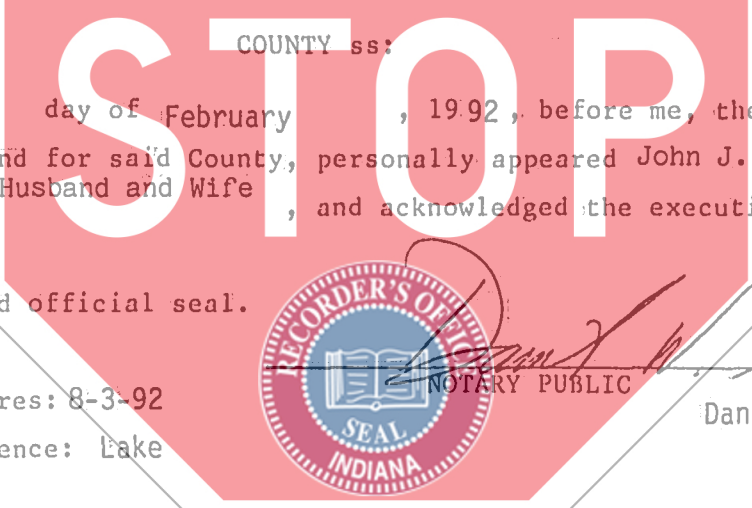 STOP
COUNTY ss:
day of February , 1992, before me, the
nd for said County, personally appeared John J.
Husband and Wife
, and acknowledged the executi
d official seal.
RECORDER'S OFFICE
SEAL
INDIANA
NOTARY PUBLIC
res: 8-3-92
Dan
ence: Lake